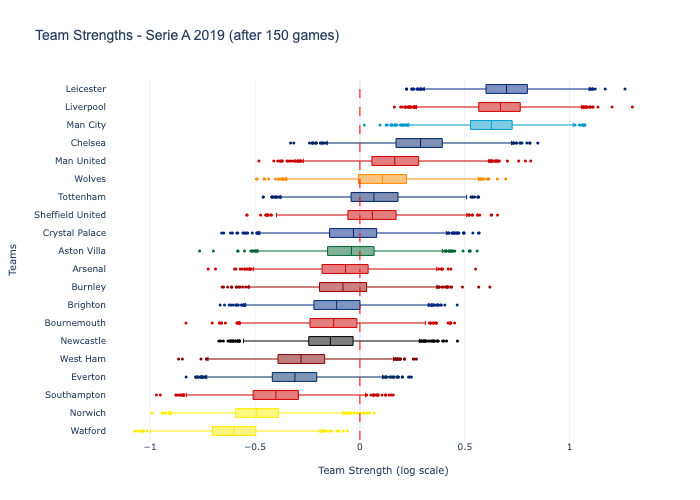 Team Strengths - Serie A 2019 (after 150 games)
Leicester
Liverpool
Man City
Chelsea
Man United
Wolves
Tottenham
Sheffield United
Crystal Palace
Aston Villa
Arsenal
Burnley
Brighton
Bournemouth
Newcastle
West Ham
Everton
Southampton
Norwich
Watford
Teams
−1 −0.5 0 0.5 1
Team Strength (log scale)